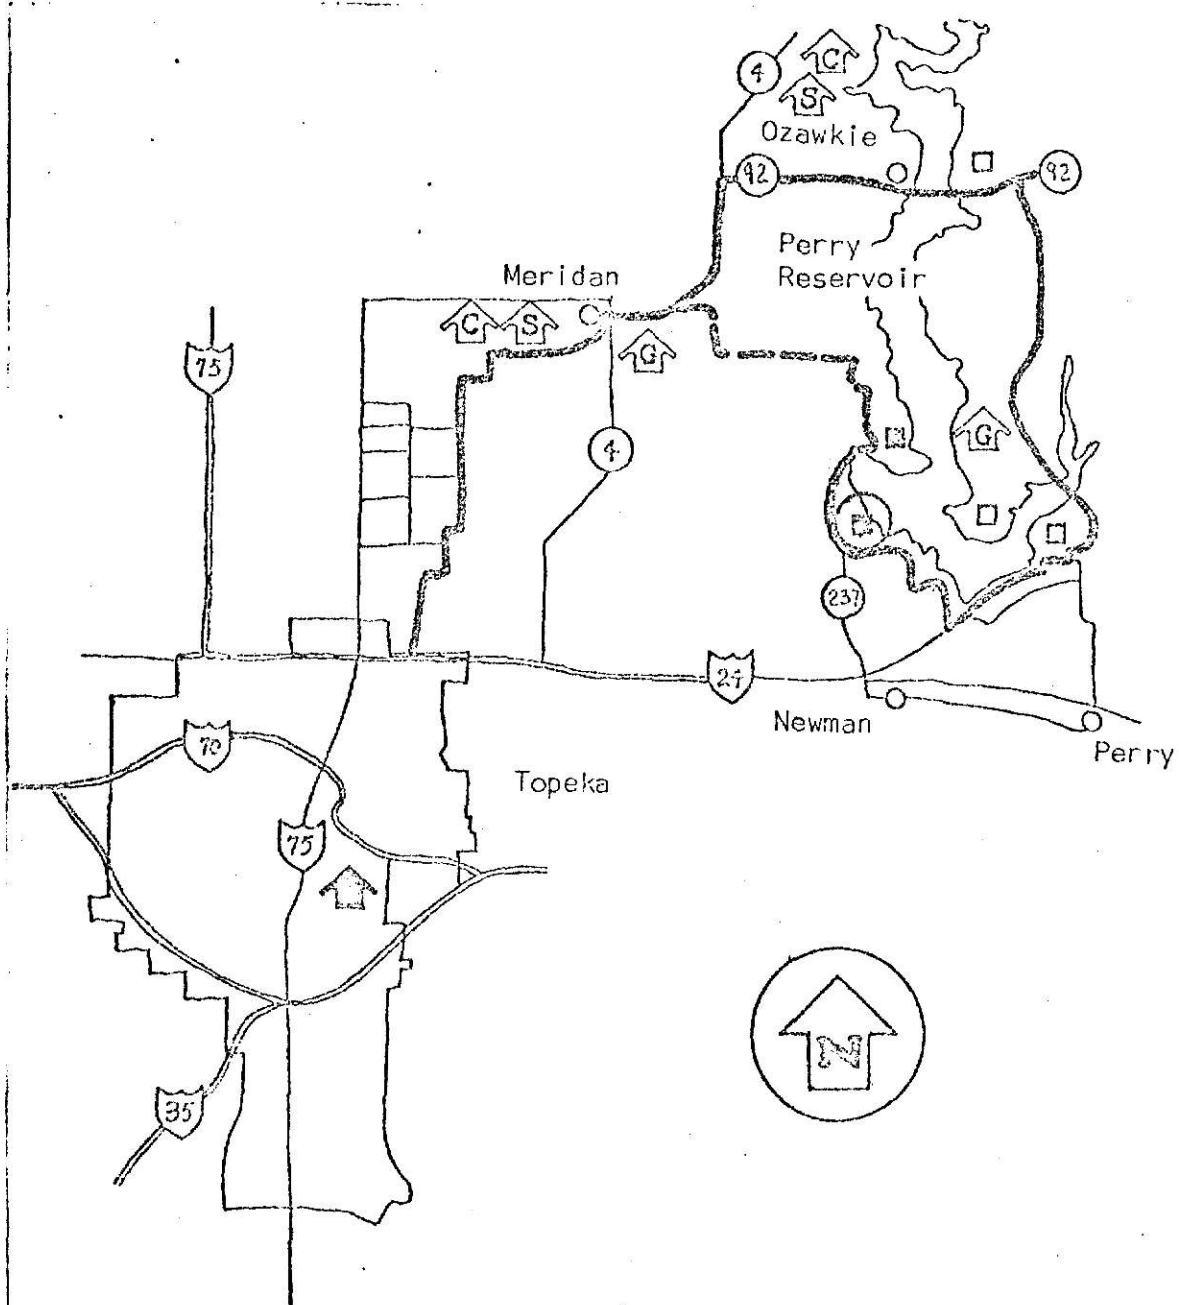 4
C
S
Ozawkie
92
92
Perry
Reservoir
Meridan
C
S
G
75
4
G
237
24
Newman
Perry
70
Topeka
75
N
35